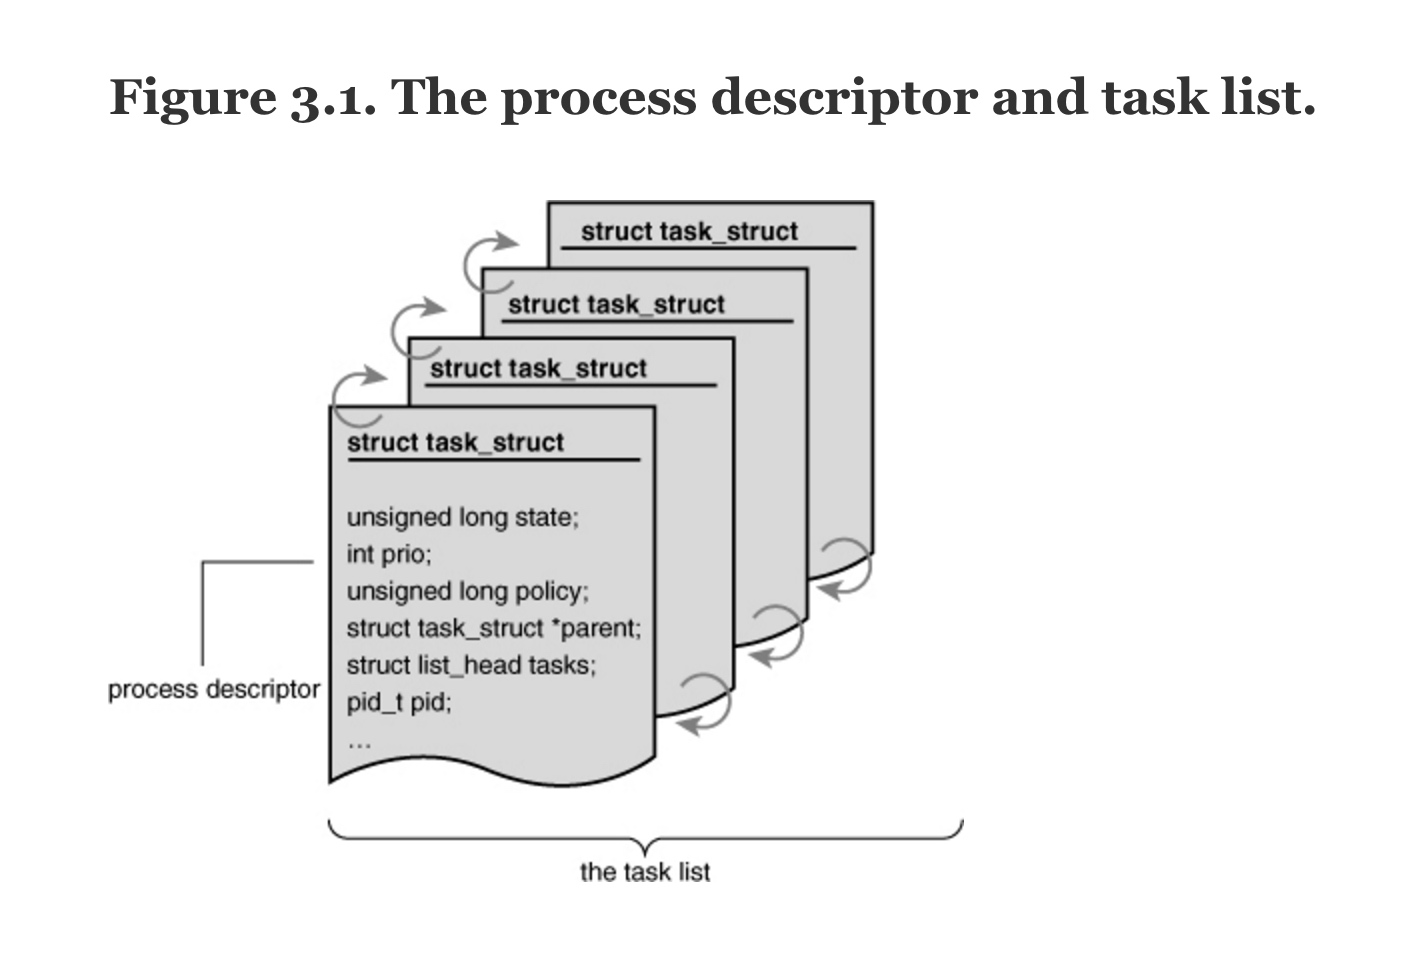 Figure 3.1. The process descriptor and task list.
struct task_struct
struct task_struct
struct task_struct
struct task_struct
unsigned long state;
int prio;
unsigned long policy;
struct task_struct *parent;
struct list_head tasks;
pid_t pid;
...
process descriptor
the task list